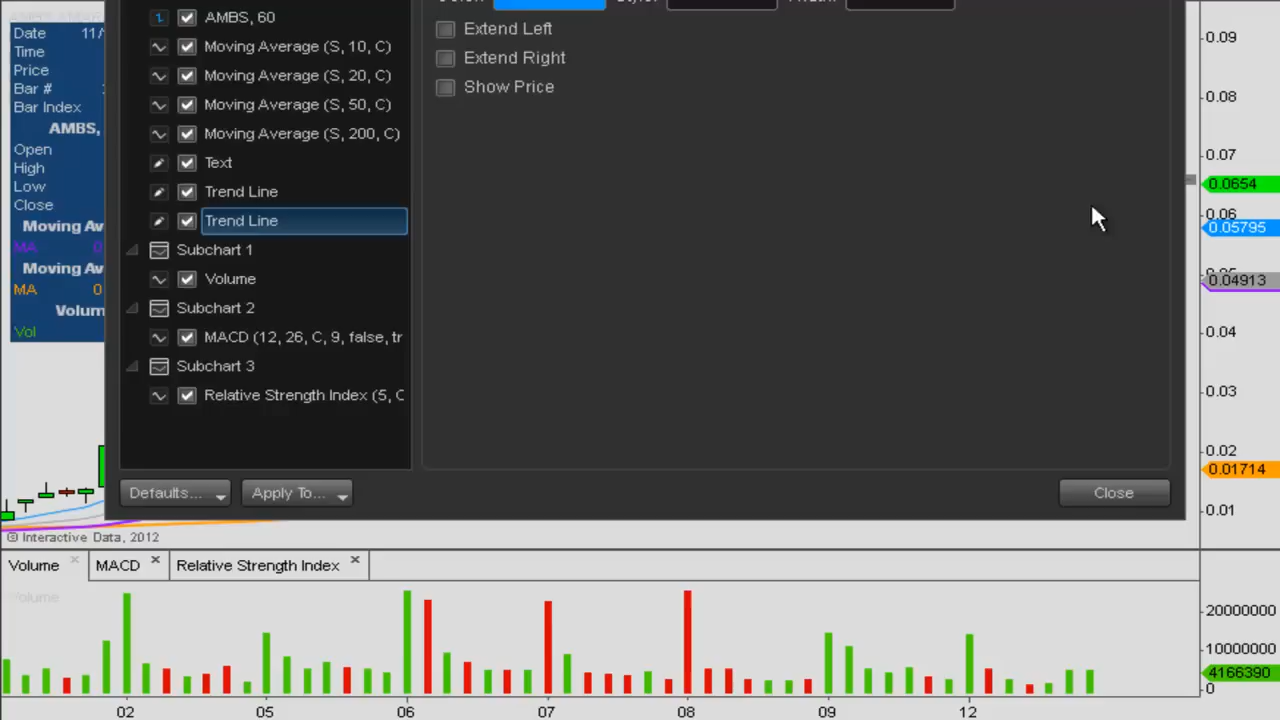 AMBS, 60
Moving Average (S, 10, C)
Moving Average (S, 20, C)
Moving Average (S, 50, C)
Moving Average (S, 200, C)
Text
Trend Line
Trend Line
Subchart 1
Volume
Subchart 2
MACD (12, 26, C, 9, false, tr
Subchart 3
Relative Strength Index (5, C
Defaults...
Apply To...
Extend Left
Extend Right
Show Price
Close
Date 11/
Time
Price
Bar #
Bar Index
AMBS,
Open
High
Low
Close
Moving Av
MA 0
Moving Av
MA 0
Volum
Vol
0.09
0.08
0.07
0.0654
0.06
0.05795
0.04913
0.04
0.03
0.02
0.01714
0.01
© Interactive Data, 2012
Volume
MACD
Relative Strength Index
Volume
20000000
10000000
4166390
0
02 05 06 07 08 09 12